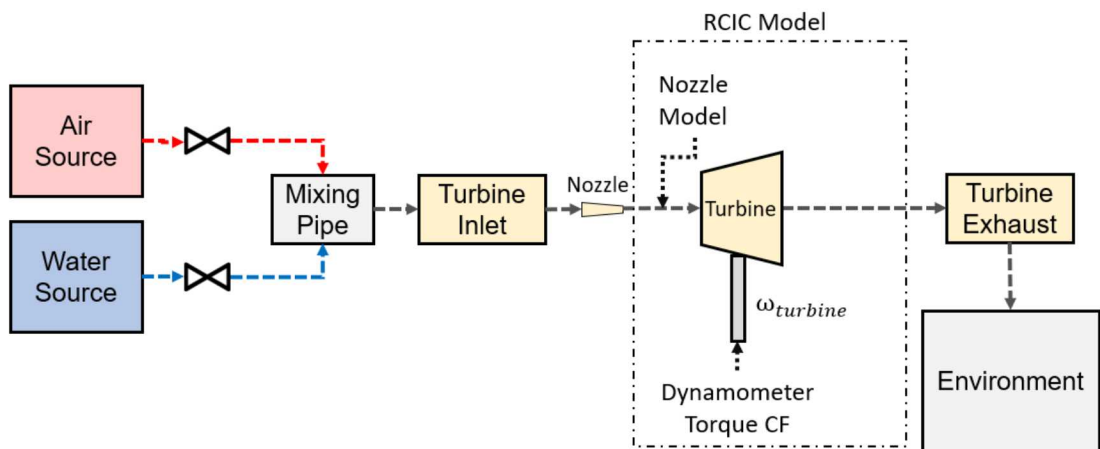 RCIC Model
Air
Source
Nozzle
Model
Mixing
Pipe
Turbine
Inlet
Nozzle
Turbine
Turbine
Exhaust
Water
Source
ω_turbine
Dynamometer
Torque CF
Environment